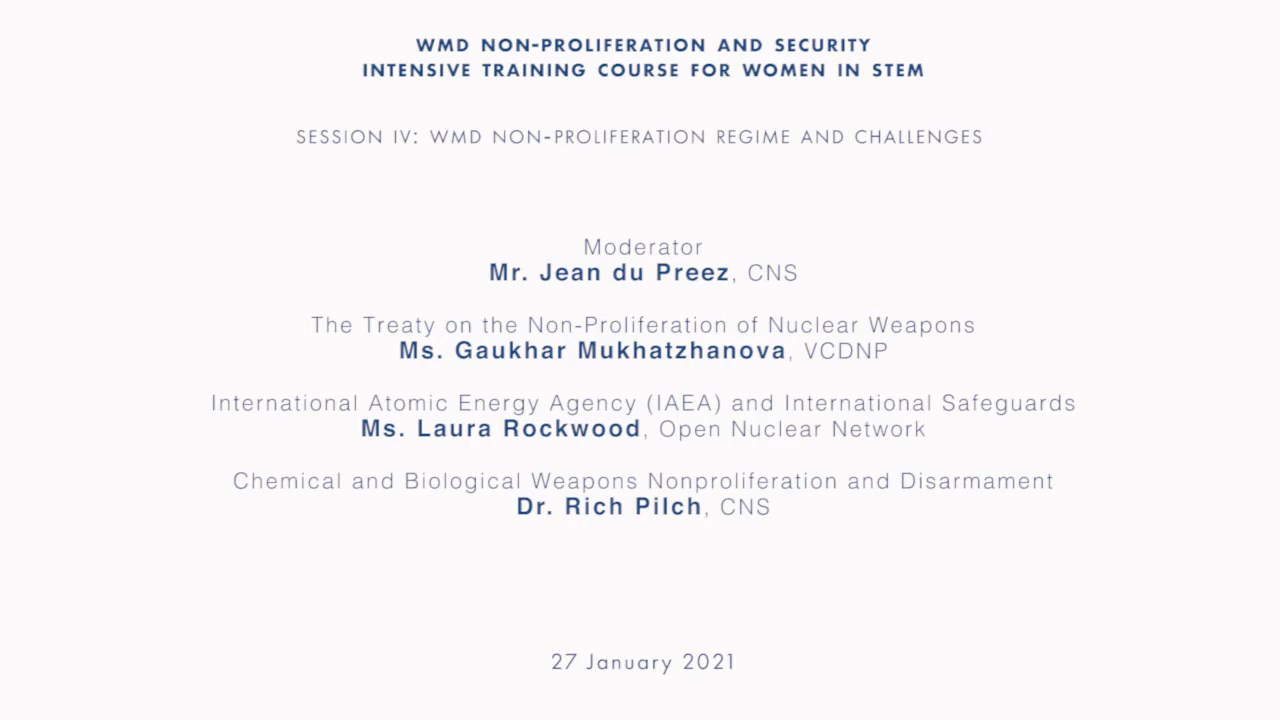 WMD NON-PROLIFERATION AND SECURITY
INTENSIVE TRAINING COURSE FOR WOMEN IN STEM
SESSION IV: WMD NON-PROLIFERATION REGIME AND CHALLENGES
Moderator
Mr. Jean du Preez, CNS
The Treaty on the Non-Proliferation of Nuclear Weapons
Ms. Gaukhar Mukhatzhanova, VCDNP
International Atomic Energy Agency (IAEA) and International Safeguards
Ms. Laura Rockwood, Open Nuclear Network
Chemical and Biological Weapons Nonproliferation and Disarmament
Dr. Rich Pilch, CNS
27 January 2021